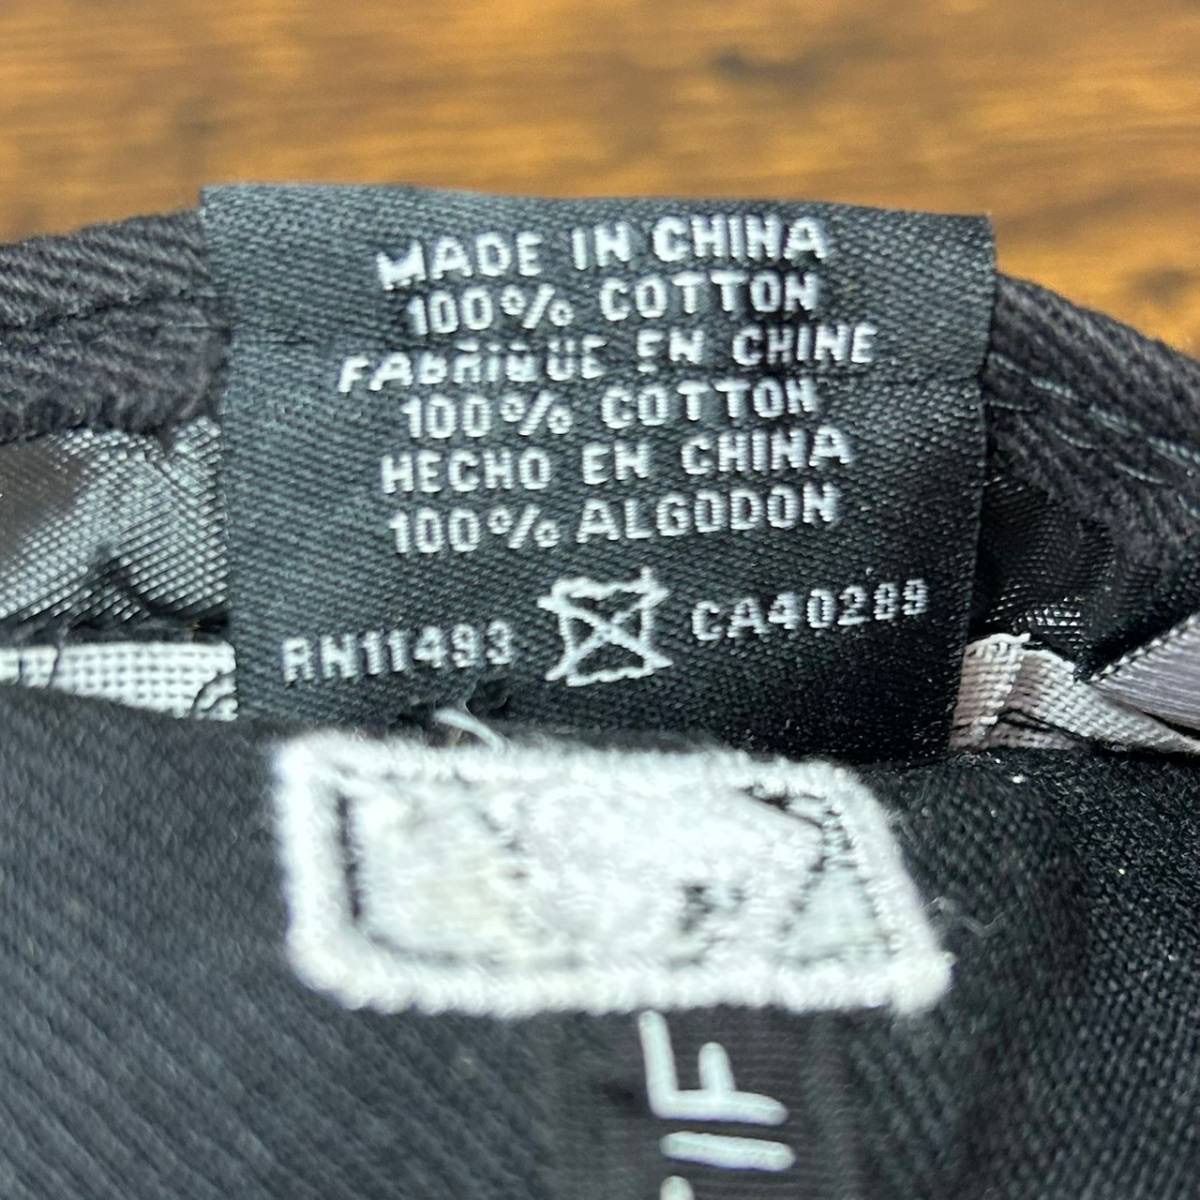 MADE IN CHINA
100% COTTON
FABRIQUE EN CHINE
100% COTTON
HECHO EN CHINA
100% ALGODON
RN11493 CA40289